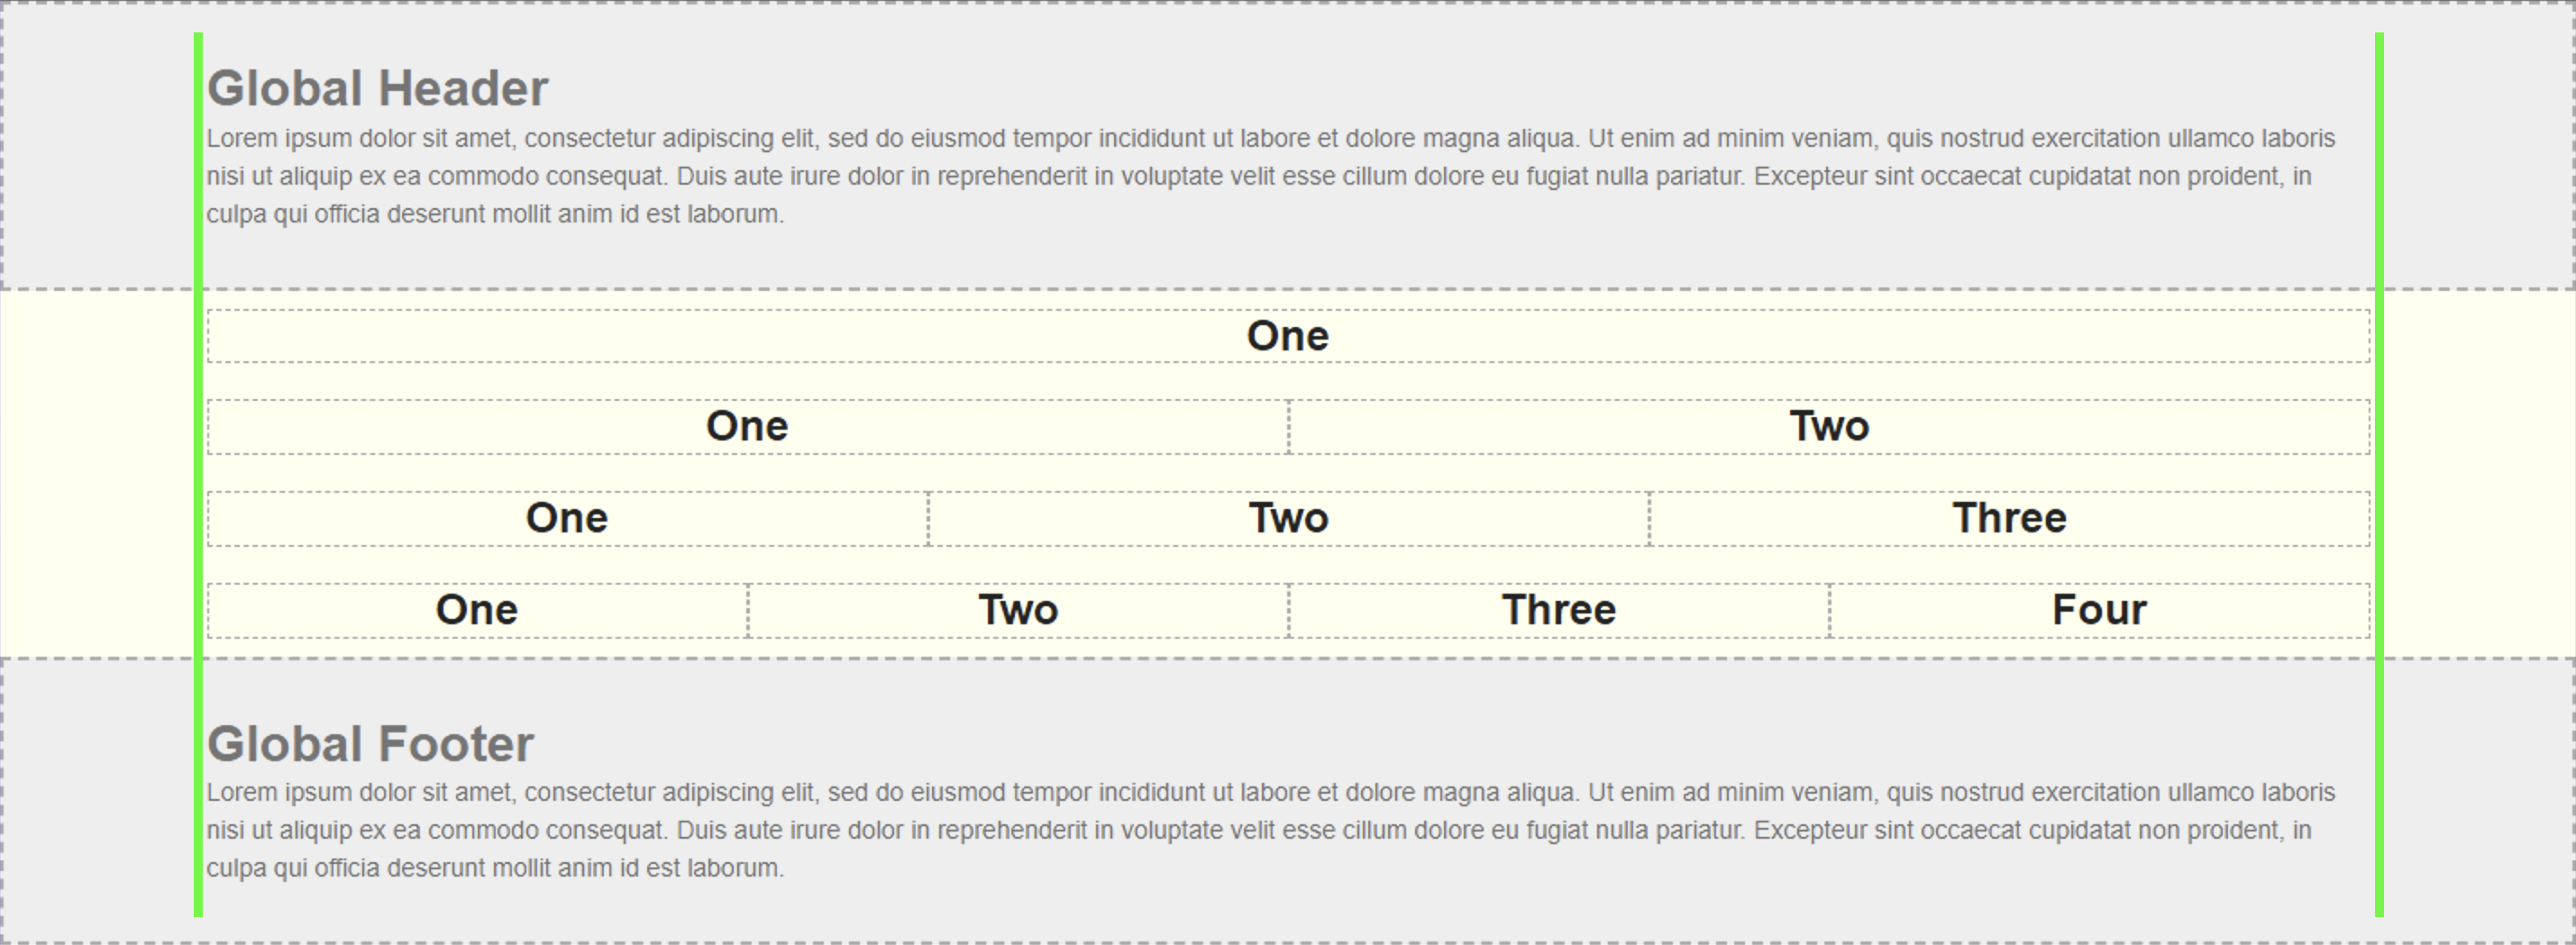 Global Header
Lorem ipsum dolor sit amet, consectetur adipiscing elit, sed do eiusmod tempor incididunt ut labore et dolore magna aliqua. Ut enim ad minim veniam, quis nostrud exercitation ullamco laboris
nisi ut aliquip ex ea commodo consequat. Duis aute irure dolor in reprehenderit in voluptate velit esse cillum dolore eu fugiat nulla pariatur. Excepteur sint occaecat cupidatat non proident, in
culpa qui officia deserunt mollit anim id est laborum.
One
One Two
One Two Three
One Two Three Four
Global Footer
Lorem ipsum dolor sit amet, consectetur adipiscing elit, sed do eiusmod tempor incididunt ut labore et dolore magna aliqua. Ut enim ad minim veniam, quis nostrud exercitation ullamco laboris
nisi ut aliquip ex ea commodo consequat. Duis aute irure dolor in reprehenderit in voluptate velit esse cillum dolore eu fugiat nulla pariatur. Excepteur sint occaecat cupidatat non proident, in
culpa qui officia deserunt mollit anim id est laborum.